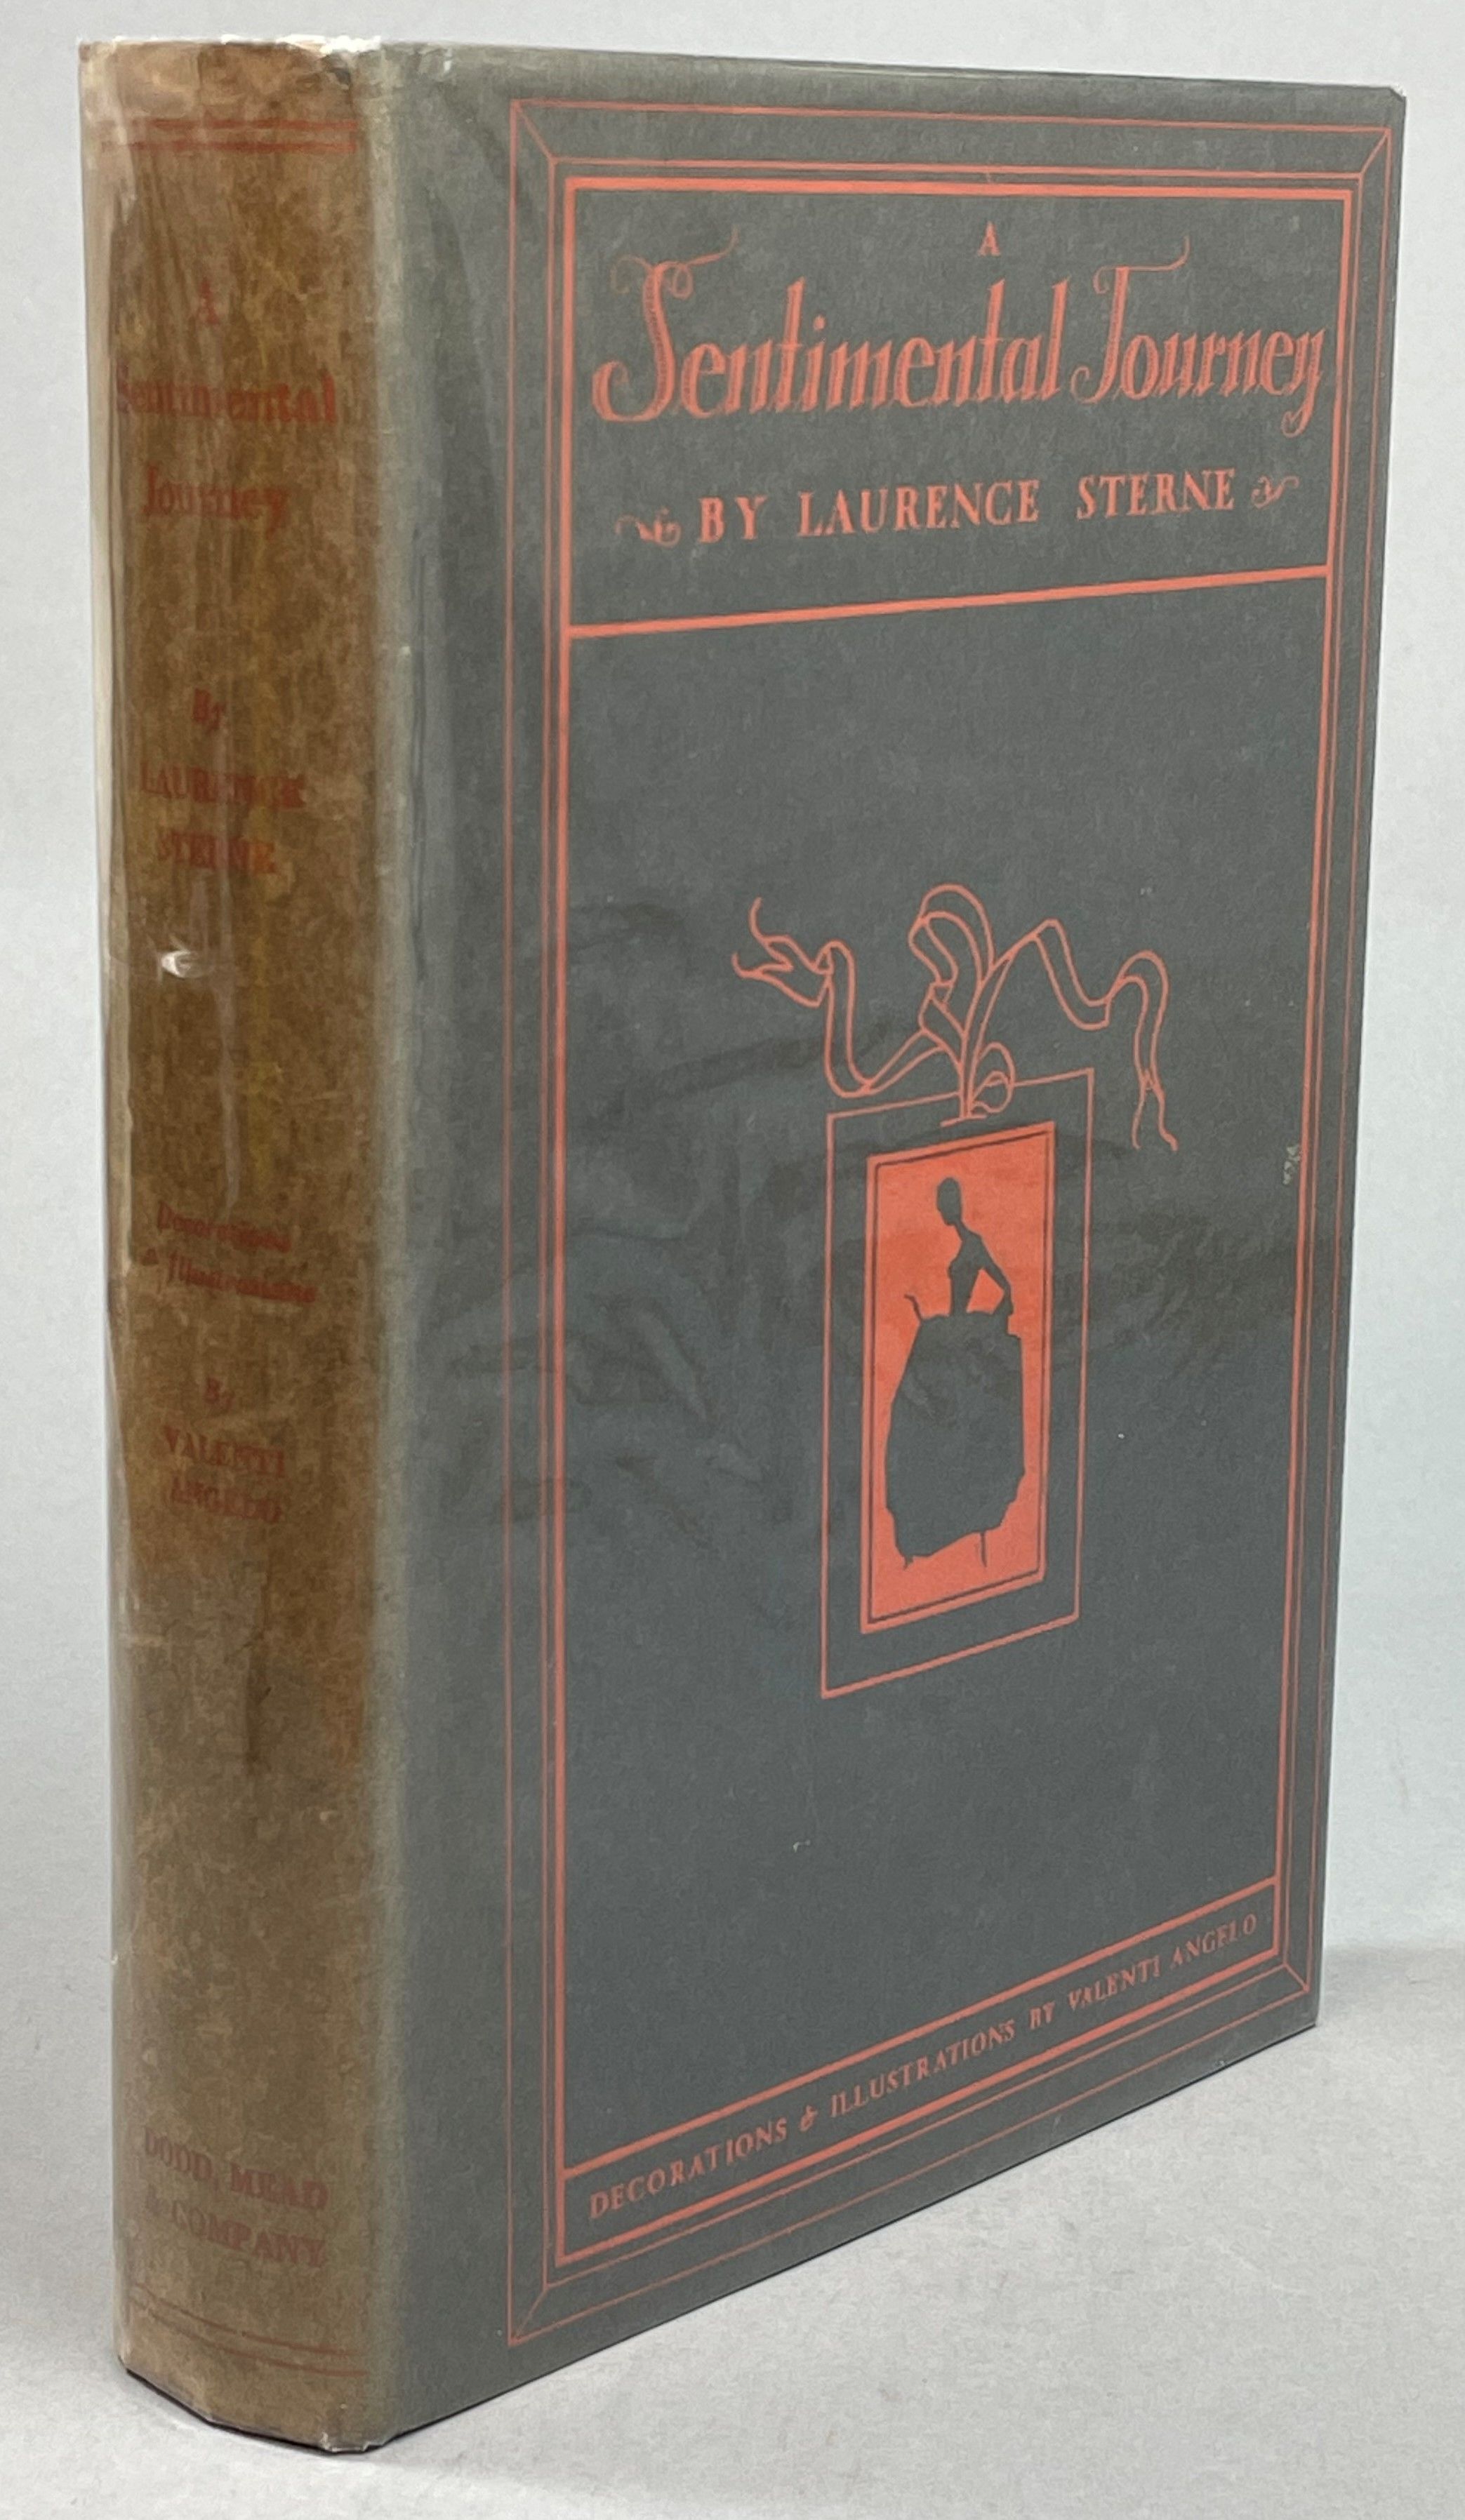 A
Sentimental
Journey
By
LAURENCE
STERNE
Decorations
& Illustrations
By
VALENTI
ANGELO
DODD, MEAD
& COMPANY
A
Sentimental Journey
BY LAURENCE STERNE
DECORATIONS & ILLUSTRATIONS BY VALENTI ANGELO